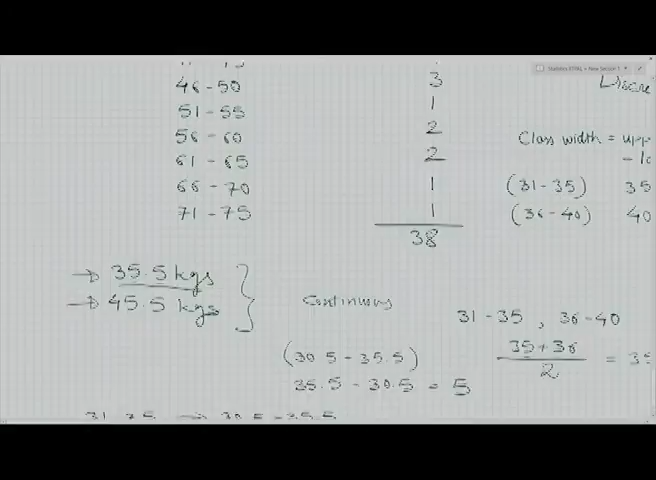 46-50 3
51-55 1
56-60 2
61-65 2
66-70 1
71-75 1
38
Class width =
(31-35) 35
(36-40) 40
→ 35.5 kgs
→ 45.5 kgs
Continuous
31-35, 36-40
35+36
2
(30.5-35.5)
35.5-30.5 = 5